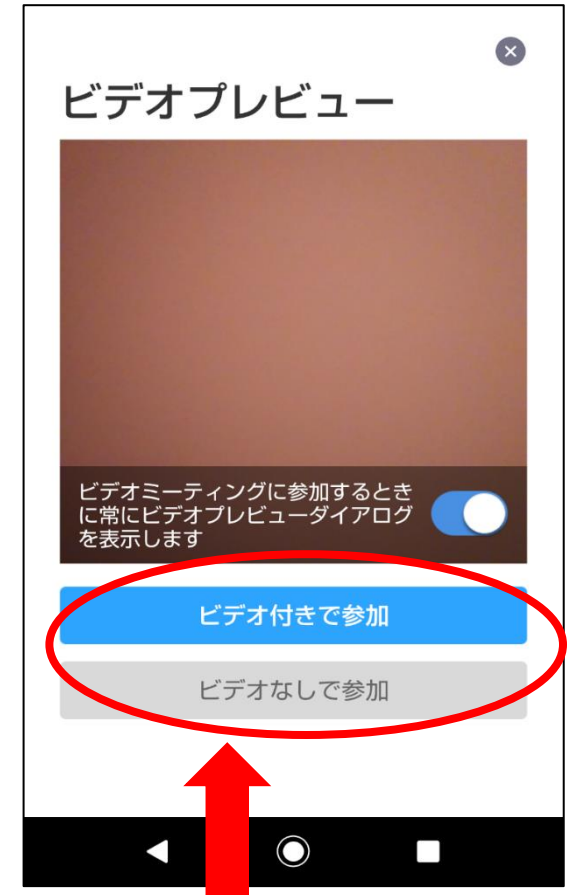 ビデオプレビュー
ビデオミーティングに参加するとき
に常にビデオプレビューダイアログ
を表示します
ビデオ付きで参加
ビデオなしで参加